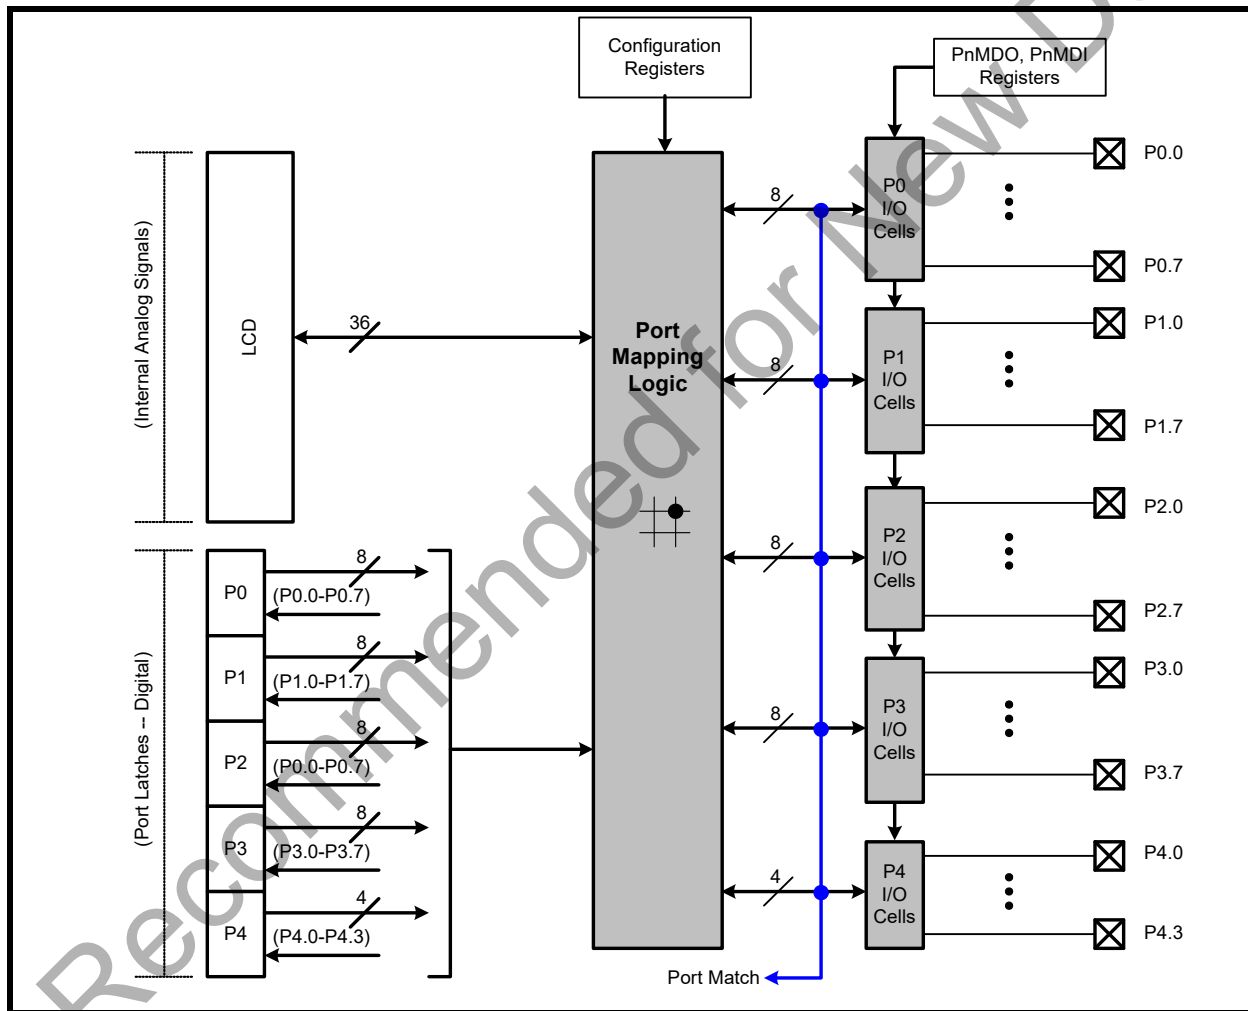 Configuration
Registers
PnMDO, PnMDI
Registers
(Internal Analog Signals)
LCD
36
Port
Mapping
Logic
8
8
8
8
4
P0
I/O
Cells
P1
I/O
Cells
P2
I/O
Cells
P3
I/O
Cells
P4
I/O
Cells
P0.0
P0.7
P1.0
P1.7
P2.0
P2.7
P3.0
P3.7
P4.0
P4.3
(Port Latches -- Digital)
P0
8
(P0.0-P0.7)
P1
8
(P1.0-P1.7)
P2
8
(P0.0-P0.7)
P3
8
(P3.0-P3.7)
P4
4
(P4.0-P4.3)
Port Match
Recommended for New D